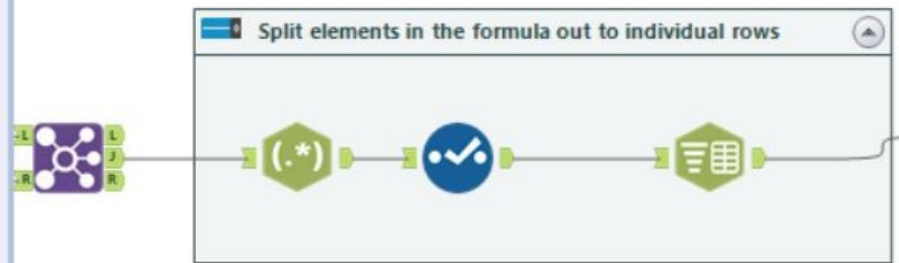 Split elements in the formula out to individual rows
L
L
J
R
R
(.*)